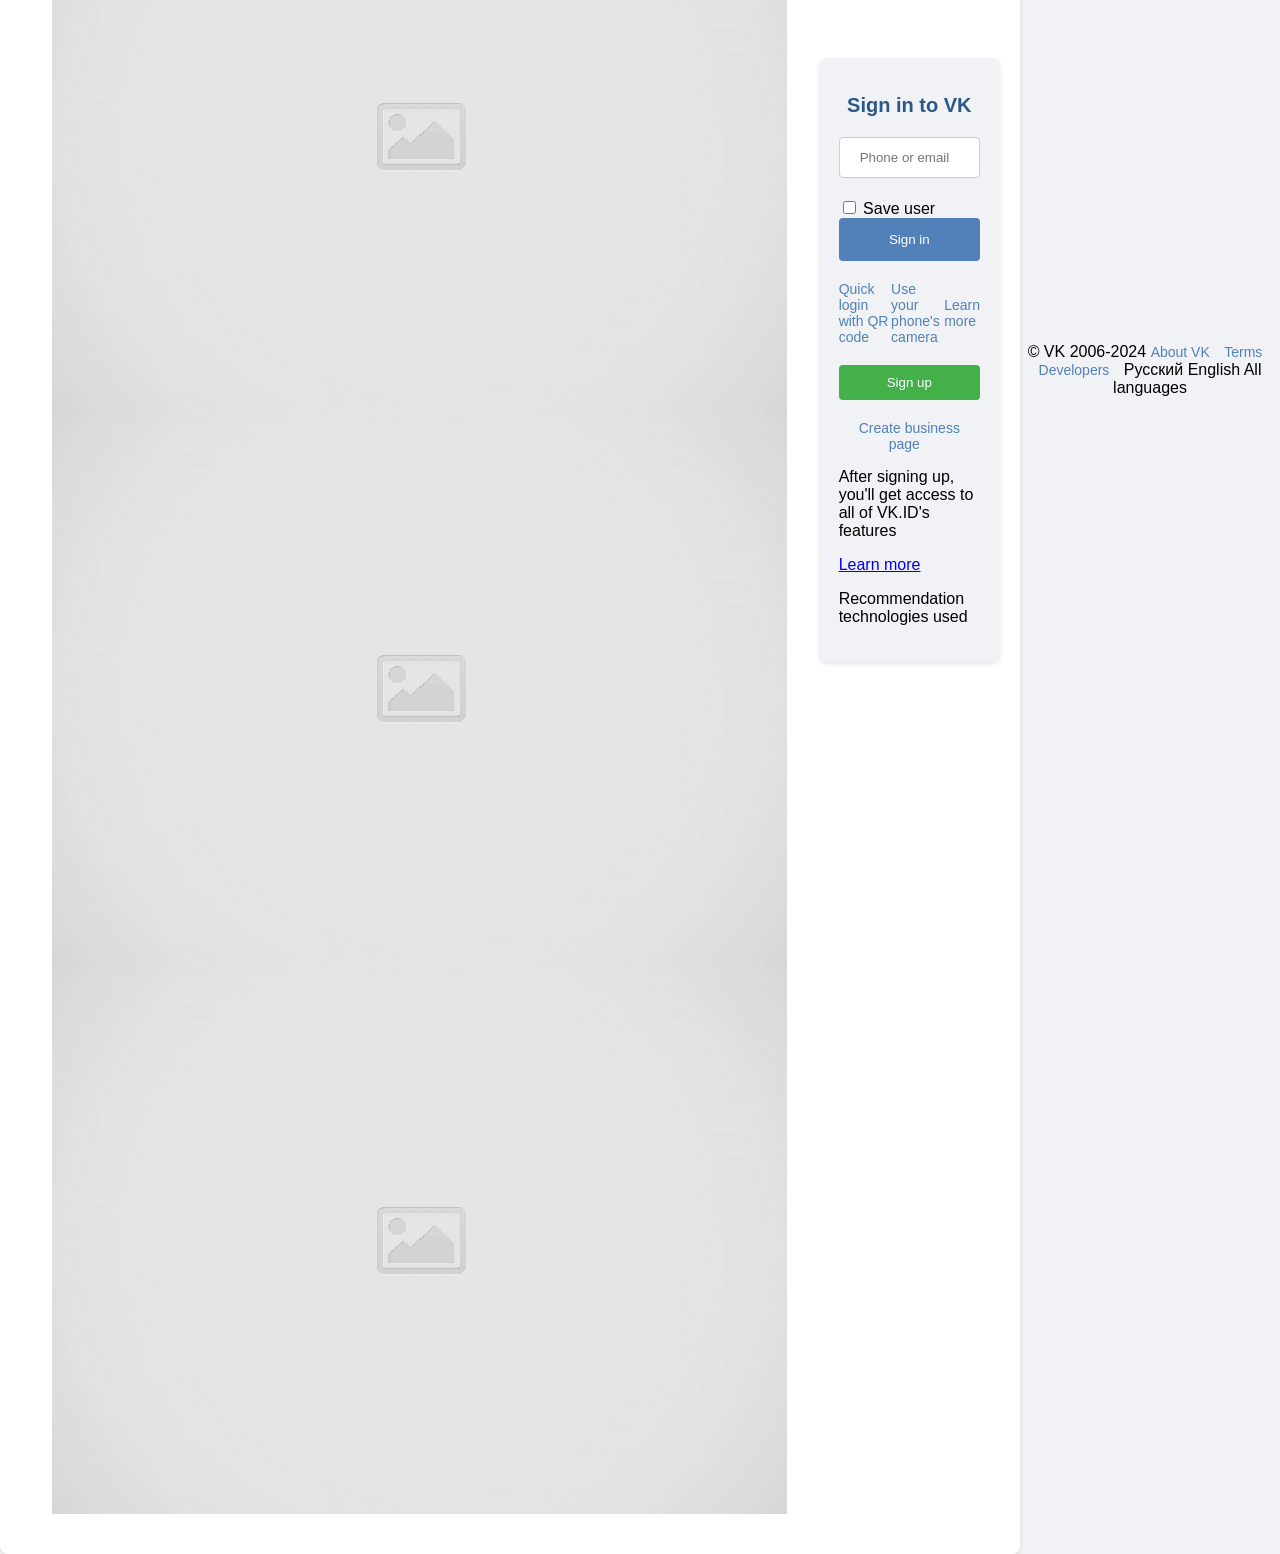 Sign in to VK
Phone or email
Save user
Sign in
Quick
login
with QR
code
Use
your
phone's
camera
Learn
more
Sign up
Create business
page
After signing up,
you'll get access to
all of VK.ID's
features
Learn more
Recommendation
technologies used
© VK 2006-2024 About VK Terms
Developers Русский English All
languages